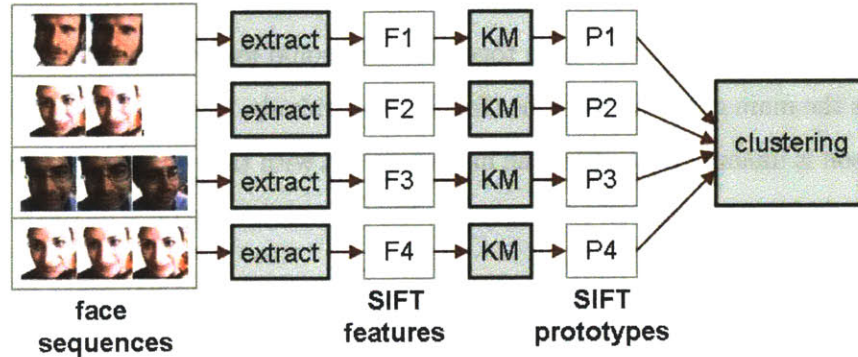 extract F1 KM P1
extract F2 KM P2
clustering
extract F3 KM P3
extract F4 KM P4
face sequences
SIFT features
SIFT prototypes